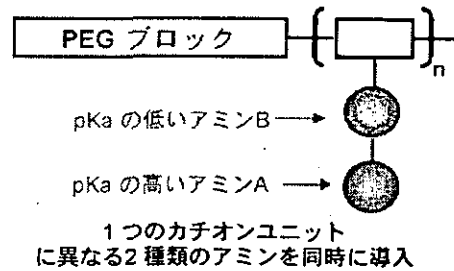 PEG ブロック
n
pKa の低いアミンB
pKa の高いアミンA
1 つのカチオンユニット
に異なる2 種類のアミンを同時に導入